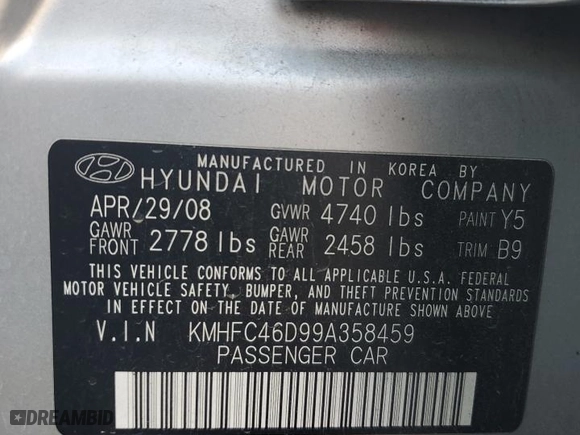 MANUFACTURED IN KOREA BY
HYUNDAI MOTOR COMPANY
APR/29/08 GVWR 4740 lbs PAINT Y5
GAWR FRONT 2778 lbs GAWR REAR 2458 lbs TRIM B9
THIS VEHICLE CONFORMS TO ALL APPLICABLE U.S.A. FEDERAL
MOTOR VEHICLE SAFETY, BUMPER, AND THEFT PREVENTION STANDARDS
IN EFFECT ON THE DATE OF MANUFACTURE SHOWN ABOVE.
V.I.N KMHFC46D99A358459
PASSENGER CAR
DREAMBID